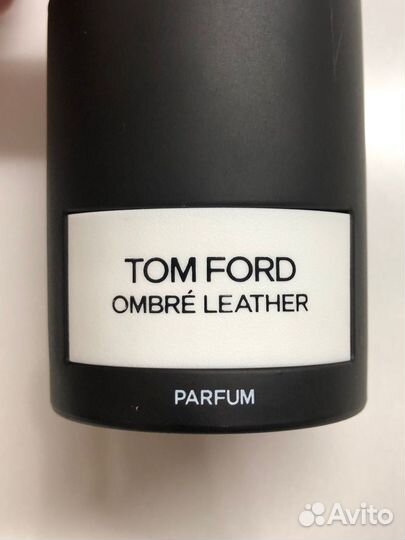 TOM FORD
OMBRÉ LEATHER
PARFUM
Avito